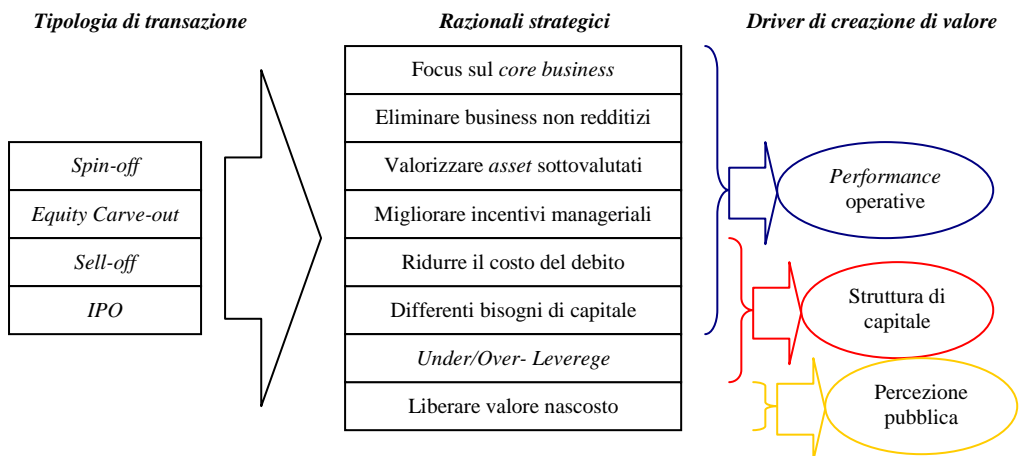 Tipologia di transazione
Razionali strategici
Driver di creazione di valore
Spin-off
Equity Carve-out
Sell-off
IPO
Focus sul core business
Eliminare business non redditizi
Valorizzare asset sottovalutati
Migliorare incentivi manageriali
Ridurre il costo del debito
Differenti bisogni di capitale
Under/Over- Leverege
Liberare valore nascosto
Performance
operative
Struttura di
capitale
Percezione
pubblica